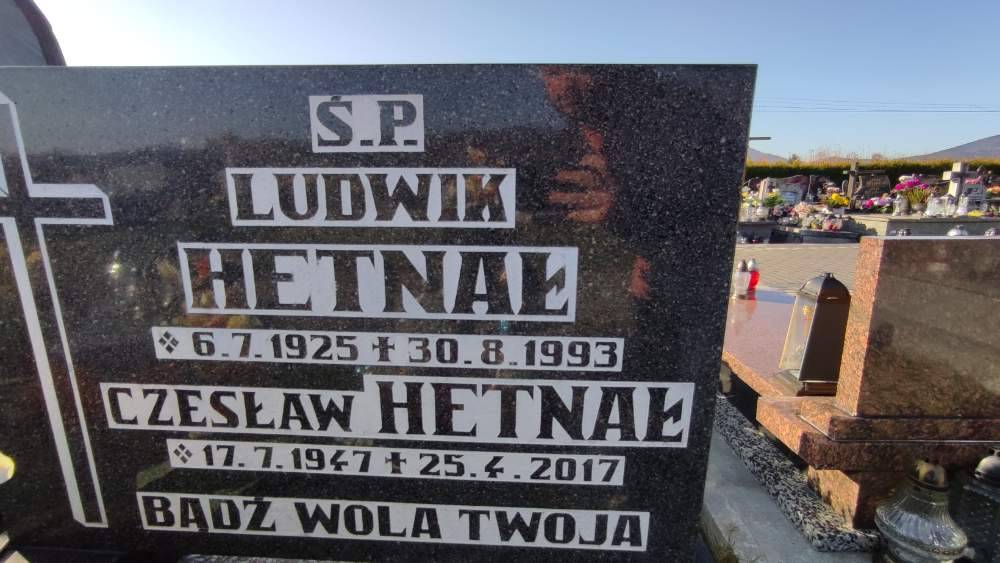 Ś.P.
LUDWIK
HETNAŁ
6.7.1925 ✝ 30.8.1993
CZESŁAW HETNAŁ
17.7.1947 ✝ 25.4.2017
BĄDŹ WOLA TWOJA